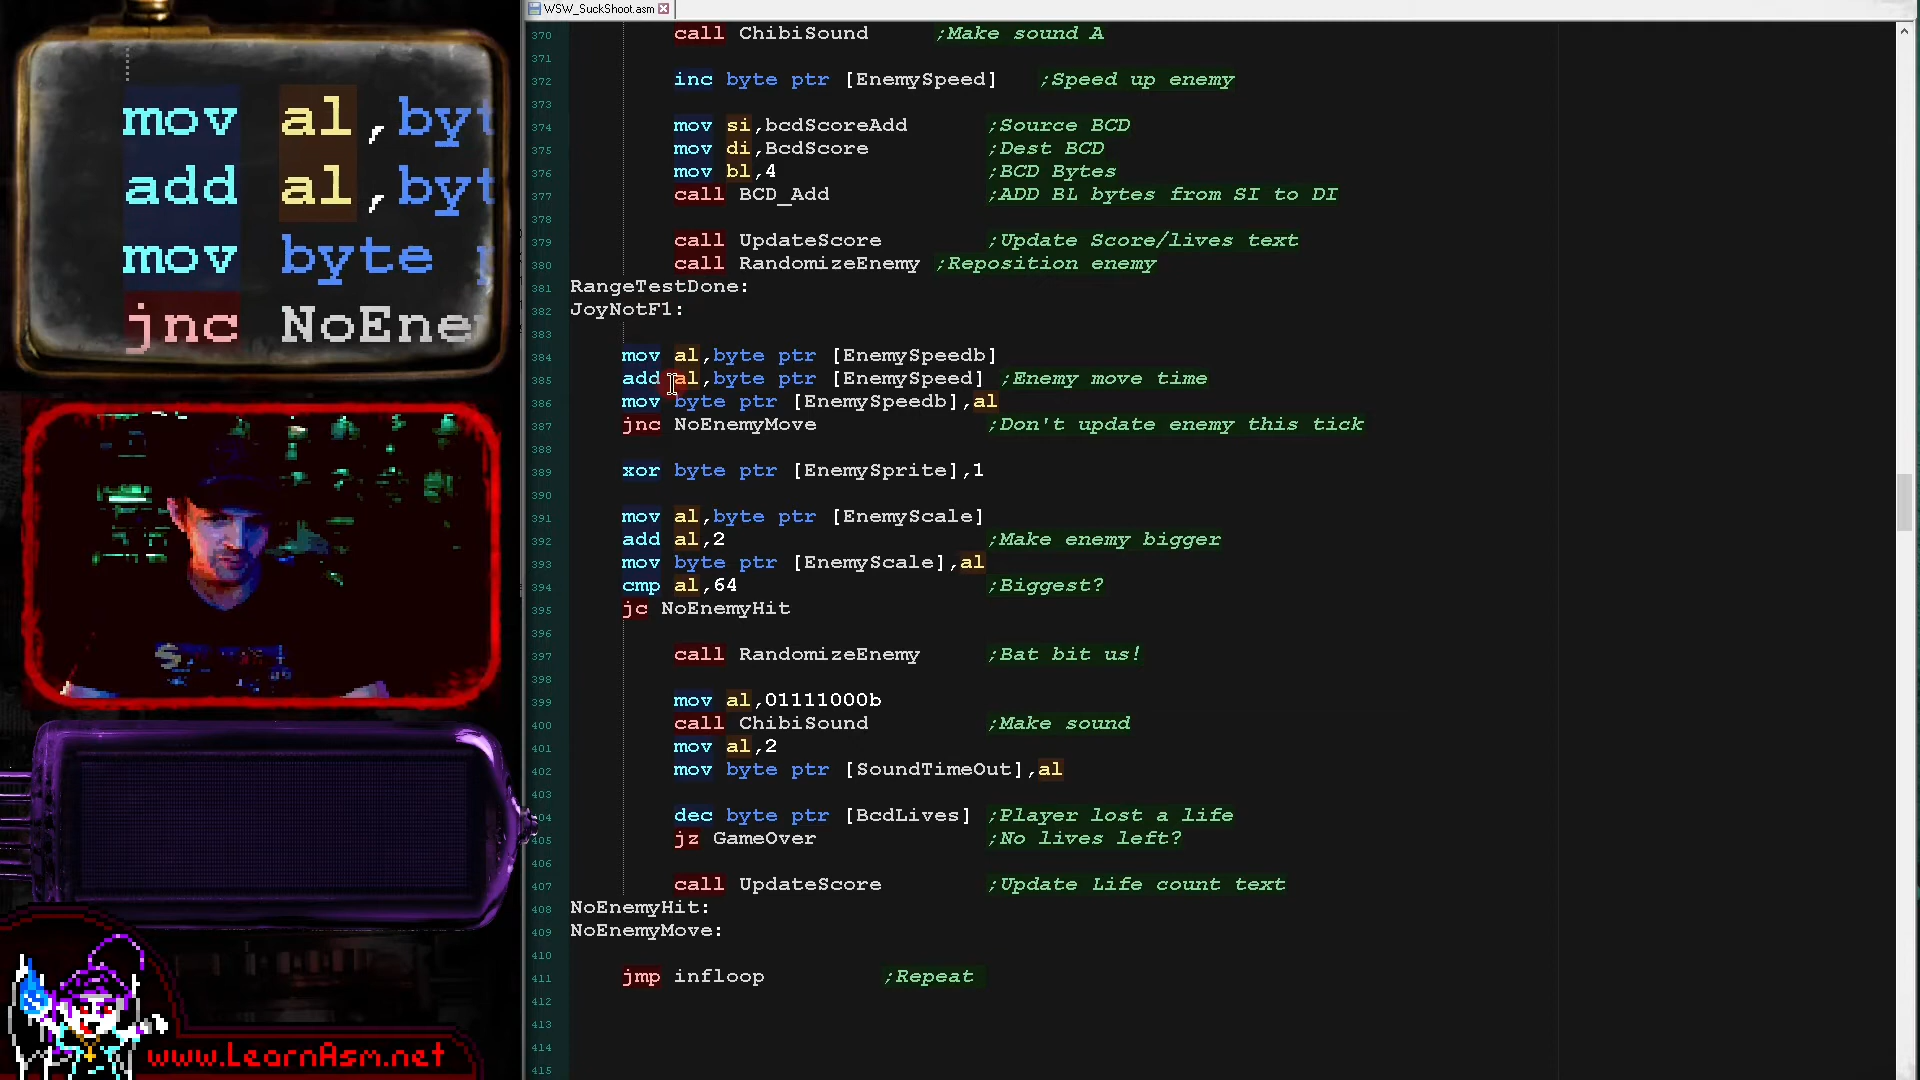 WSW_SuckShoot.asm
mov al,byt
add al,byt
mov byte
jnc NoEne
370 call ChibiSound ;Make sound A
371
372 inc byte ptr [EnemySpeed] ;Speed up enemy
373
374 mov si,bcdScoreAdd ;Source BCD
375 mov di,BcdScore ;Dest BCD
376 mov bl,4 ;BCD Bytes
377 call BCD_Add ;ADD BL bytes from SI to DI
378
379 call UpdateScore ;Update Score/lives text
380 call RandomizeEnemy ;Reposition enemy
381 RangeTestDone:
382 JoyNotF1:
383
384 mov al,byte ptr [EnemySpeedb]
385 add al,byte ptr [EnemySpeed] ;Enemy move time
386 mov byte ptr [EnemySpeedb],al
387 jnc NoEnemyMove ;Don't update enemy this tick
388
389 xor byte ptr [EnemySprite],1
390
391 mov al,byte ptr [EnemyScale]
392 add al,2 ;Make enemy bigger
393 mov byte ptr [EnemyScale],al
394 cmp al,64 ;Biggest?
395 jc NoEnemyHit
396
397 call RandomizeEnemy ;Bat bit us!
398
399 mov al,01111000b
400 call ChibiSound ;Make sound
401 mov al,2
402 mov byte ptr [SoundTimeOut],al
403
404 dec byte ptr [BcdLives] ;Player lost a life
405 jz GameOver ;No lives left?
406
407 call UpdateScore ;Update Life count text
408 NoEnemyHit:
409 NoEnemyMove:
410
411 jmp infloop ;Repeat
412
413
414
415
www.LearnAsm.net